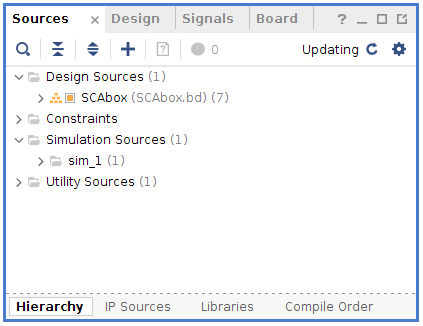 Sources × Design Signals Board ?
0 Updating
Design Sources (1)
SCAbox (SCAbox.bd) (7)
Constraints
Simulation Sources (1)
sim_1 (1)
Utility Sources (1)
Hierarchy IP Sources Libraries Compile Order